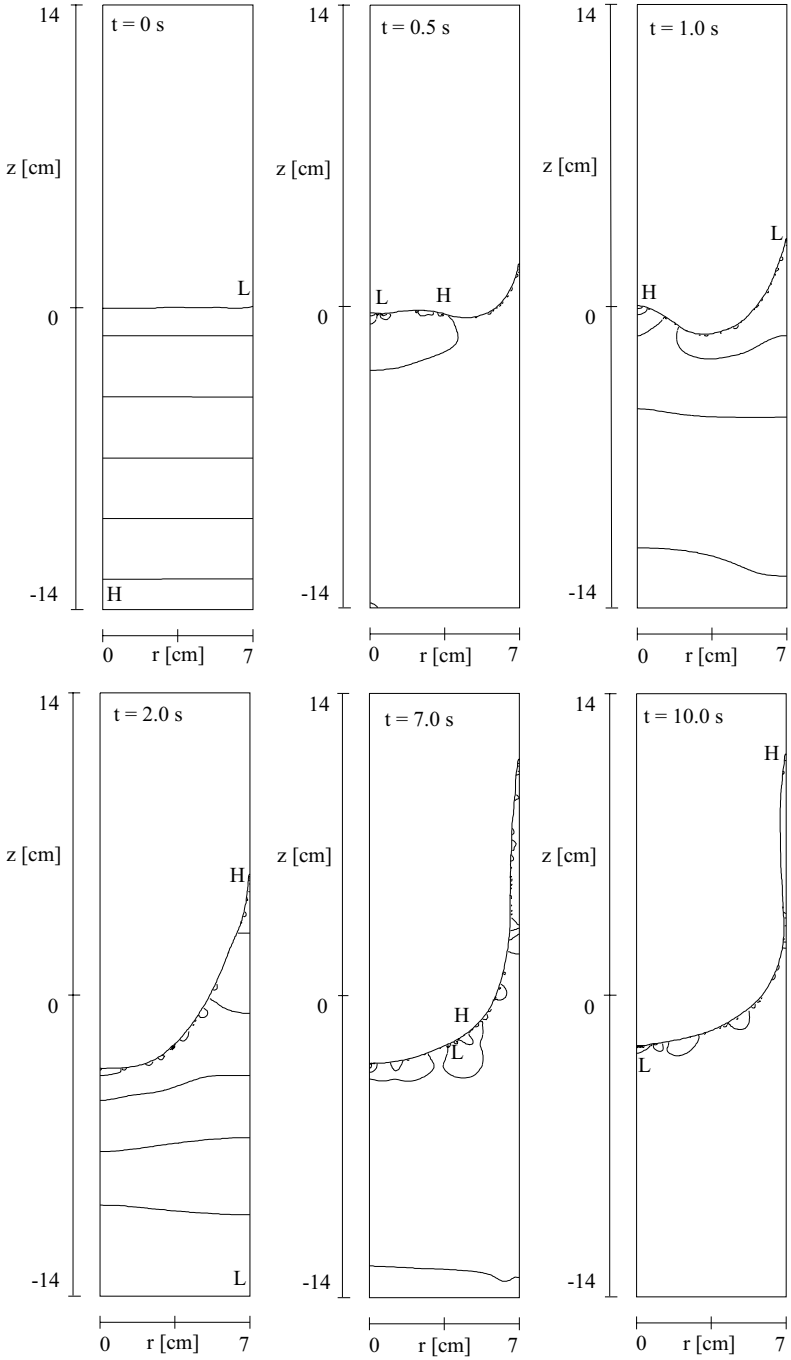 14
t = 0 s
z [cm]
L
0
H
-14
0
r [cm]
7
14
t = 0.5 s
z [cm]
L
H
0
-14
0
r [cm]
7
14
t = 1.0 s
z [cm]
L
H
0
-14
0
r [cm]
7
14
t = 2.0 s
z [cm]
H
0
L
-14
0
r [cm]
7
14
t = 7.0 s
z [cm]
0
H
L
-14
0
r [cm]
7
14
t = 10.0 s
H
z [cm]
0
L
-14
0
r [cm]
7